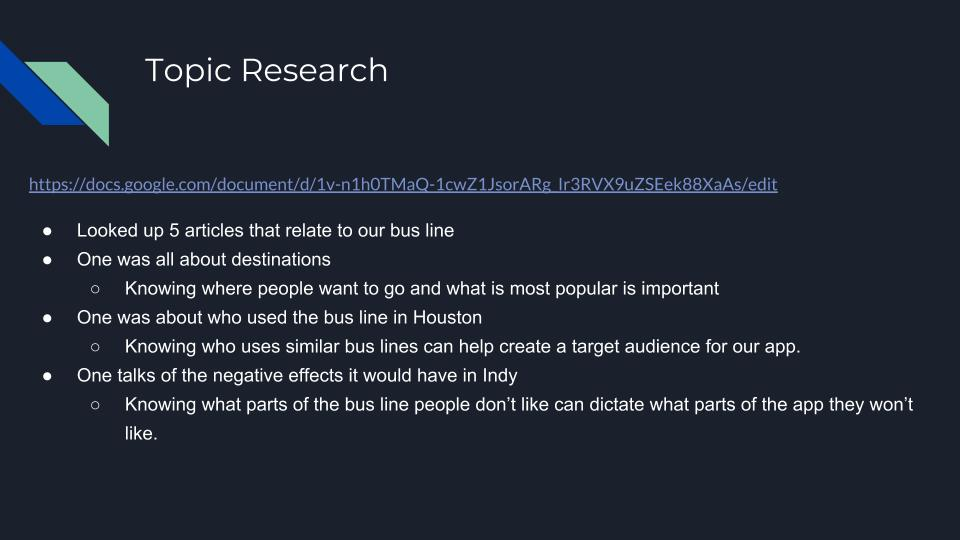 Topic Research
https://docs.google.com/document/d/1v-n1h0TMaQ-1cwZ1JsorARg_Ir3RVX9uZSEek88XaAs/edit
● Looked up 5 articles that relate to our bus line
● One was all about destinations
○ Knowing where people want to go and what is most popular is important
● One was about who used the bus line in Houston
○ Knowing who uses similar bus lines can help create a target audience for our app.
● One talks of the negative effects it would have in Indy
○ Knowing what parts of the bus line people don’t like can dictate what parts of the app they won’t
like.